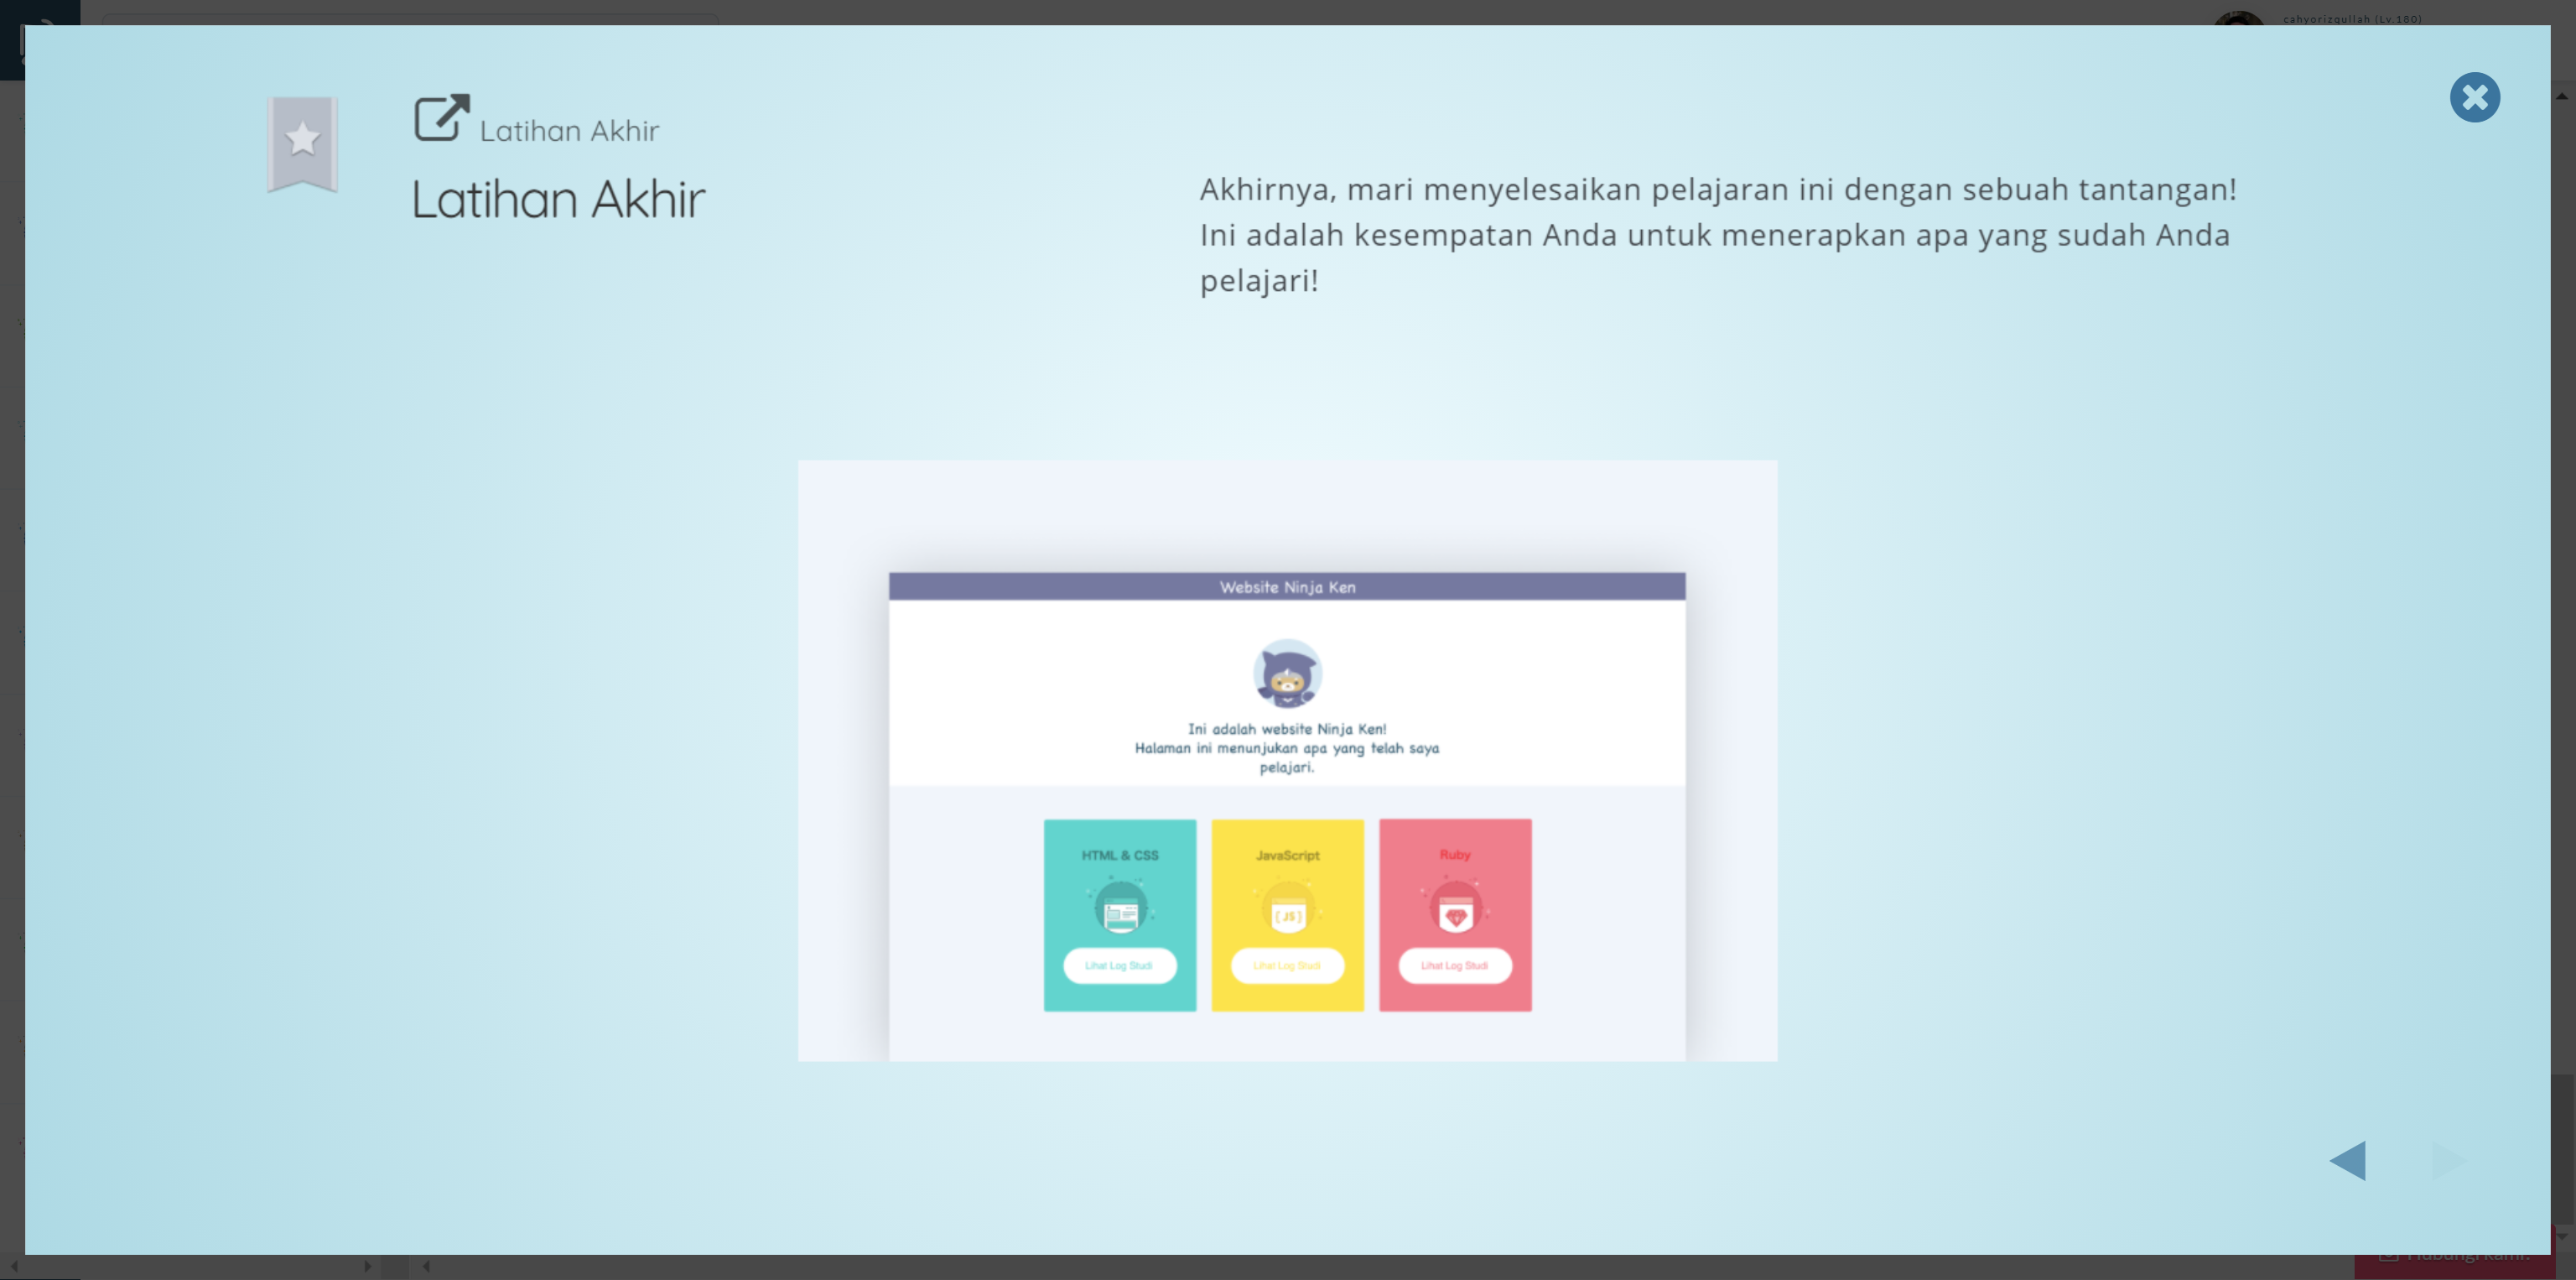 cahyorizqullah (Lv.180)
Latihan Akhir
Latihan Akhir
Akhirnya, mari menyelesaikan pelajaran ini dengan sebuah tantangan!
Ini adalah kesempatan Anda untuk menerapkan apa yang sudah Anda
pelajari!
Website Ninja Ken
Ini adalah website Ninja Ken!
Halaman ini menunjukan apa yang telah saya
pelajari.
HTML & CSS
JavaScript
Ruby
{ JS }
Lihat Log Studi
Lihat Log Studi
Lihat Log Studi
Hubungi kami!